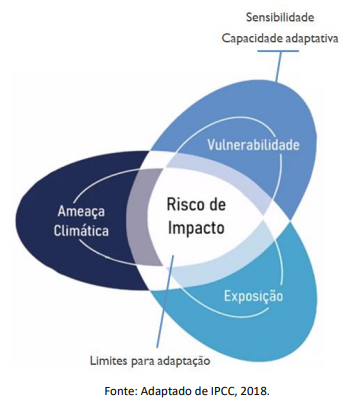 Sensibilidade
Capacidade adaptativa
Vulnerabilidade
Ameaça
Climática
Risco de
Impacto
Exposição
Limites para adaptação
Fonte: Adaptado de IPCC, 2018.